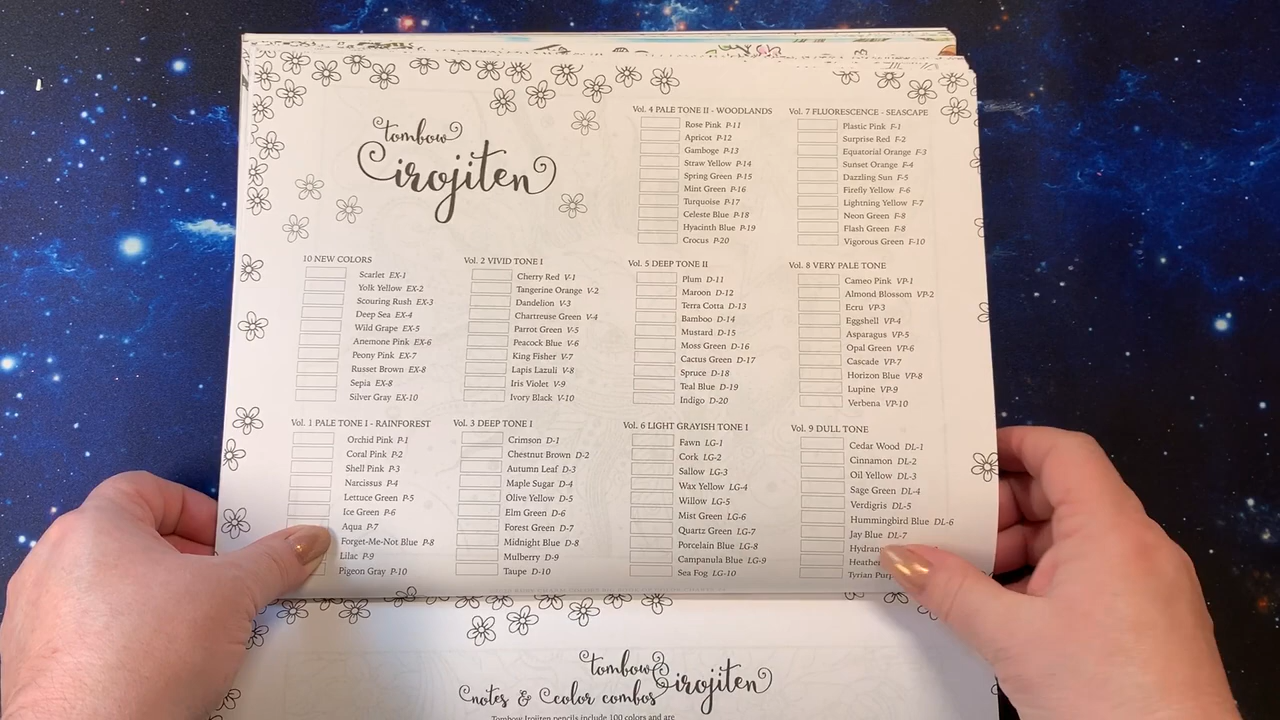 tombow
irojiten
10 NEW COLORS
Scarlet EX-1
Yolk Yellow EX-2
Scouring Rush EX-3
Deep Sea EX-4
Wild Grape EX-5
Anemone Pink EX-6
Peony Pink EX-7
Russet Brown EX-8
Sepia EX-8
Silver Gray EX-10
Vol. 1 PALE TONE I - RAINFOREST
Orchid Pink P-1
Coral Pink P-2
Shell Pink P-3
Narcissus P-4
Lettuce Green P-5
Ice Green P-6
Aqua P-7
Forget-Me-Not Blue P-8
Lilac P-9
Pigeon Gray P-10
Vol. 2 VIVID TONE I
Cherry Red V-1
Tangerine Orange V-2
Dandelion V-3
Chartreuse Green V-4
Parrot Green V-5
Peacock Blue V-6
King Fisher V-7
Lapis Lazuli V-8
Iris Violet V-9
Ivory Black V-10
Vol. 3 DEEP TONE I
Crimson D-1
Chestnut Brown D-2
Autumn Leaf D-3
Maple Sugar D-4
Olive Yellow D-5
Elm Green D-6
Forest Green D-7
Midnight Blue D-8
Mulberry D-9
Taupe D-10
Vol. 4 PALE TONE II - WOODLANDS
Rose Pink P-11
Apricot P-12
Gamboge P-13
Straw Yellow P-14
Spring Green P-15
Mint Green P-16
Turquoise P-17
Celeste Blue P-18
Hyacinth Blue P-19
Crocus P-20
Vol. 5 DEEP TONE II
Plum D-11
Maroon D-12
Terra Cotta D-13
Bamboo D-14
Mustard D-15
Moss Green D-16
Cactus Green D-17
Spruce D-18
Teal Blue D-19
Indigo D-20
Vol. 6 LIGHT GRAYISH TONE I
Fawn LG-1
Cork LG-2
Sallow LG-3
Wax Yellow LG-4
Willow LG-5
Mist Green LG-6
Quartz Green LG-7
Porcelain Blue LG-8
Campanula Blue LG-9
Sea Fog LG-10
Vol. 7 FLUORESCENCE - SEASCAPE
Plastic Pink F-1
Surprise Red F-2
Equatorial Orange F-3
Sunset Orange F-4
Dazzling Sun F-5
Firefly Yellow F-6
Lightning Yellow F-7
Neon Green F-8
Flash Green F-8
Vigorous Green F-10
Vol. 8 VERY PALE TONE
Cameo Pink VP-1
Almond Blossom VP-2
Ecru VP-3
Eggshell VP-4
Asparagus VP-5
Opal Green VP-6
Cascade VP-7
Horizon Blue VP-8
Lupine VP-9
Verbena VP-10
Vol. 9 DULL TONE
Cedar Wood DL-1
Cinnamon DL-2
Oil Yellow DL-3
Sage Green DL-4
Verdigris DL-5
Hummingbird Blue DL-6
Jay Blue DL-7
Hydran
Heather
Tyrian Purp
tombow irojiten
notes & color combos
Tombow Irojiten pencils include 100 colors and are